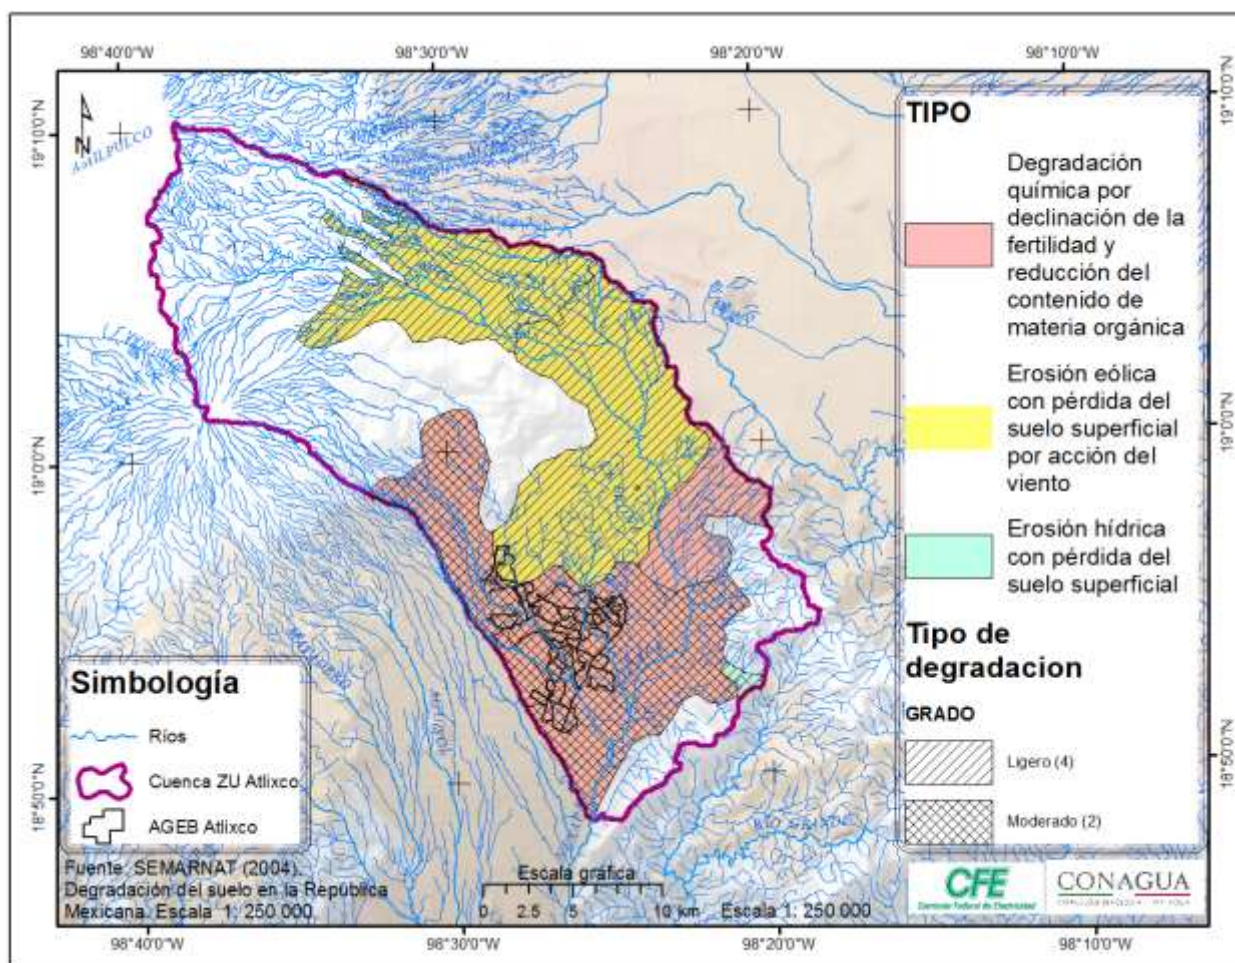 98°40'0"W
98°30'0"W
98°20'0"W
98°10'0"W
19°10'0"N
19°0'0"N
18°50'0"N
19°10'0"N
19°0'0"N
18°50'0"N
N
TIPO
Degradación
química por
declinación de la
fertilidad y
reducción del
contenido de
materia orgánica
Erosión eólica
con pérdida del
suelo superficial
por acción del
viento
Erosión hídrica
con pérdida del
suelo superficial
Tipo de
degradacion
GRADO
Ligero (4)
Moderado (2)
Simbología
Ríos
Cuenca ZU Atlixco
AGEB Atlixco
Fuente: SEMARNAT (2004).
Degradación del suelo en la República
Mexicana. Escala 1: 250 000.
Escala gráfica
0 2.5 5 10 km
Escala 1: 250 000
CFE
Comisión Federal de Electricidad
CONAGUA
98°40'0"W
98°30'0"W
98°20'0"W
98°10'0"W